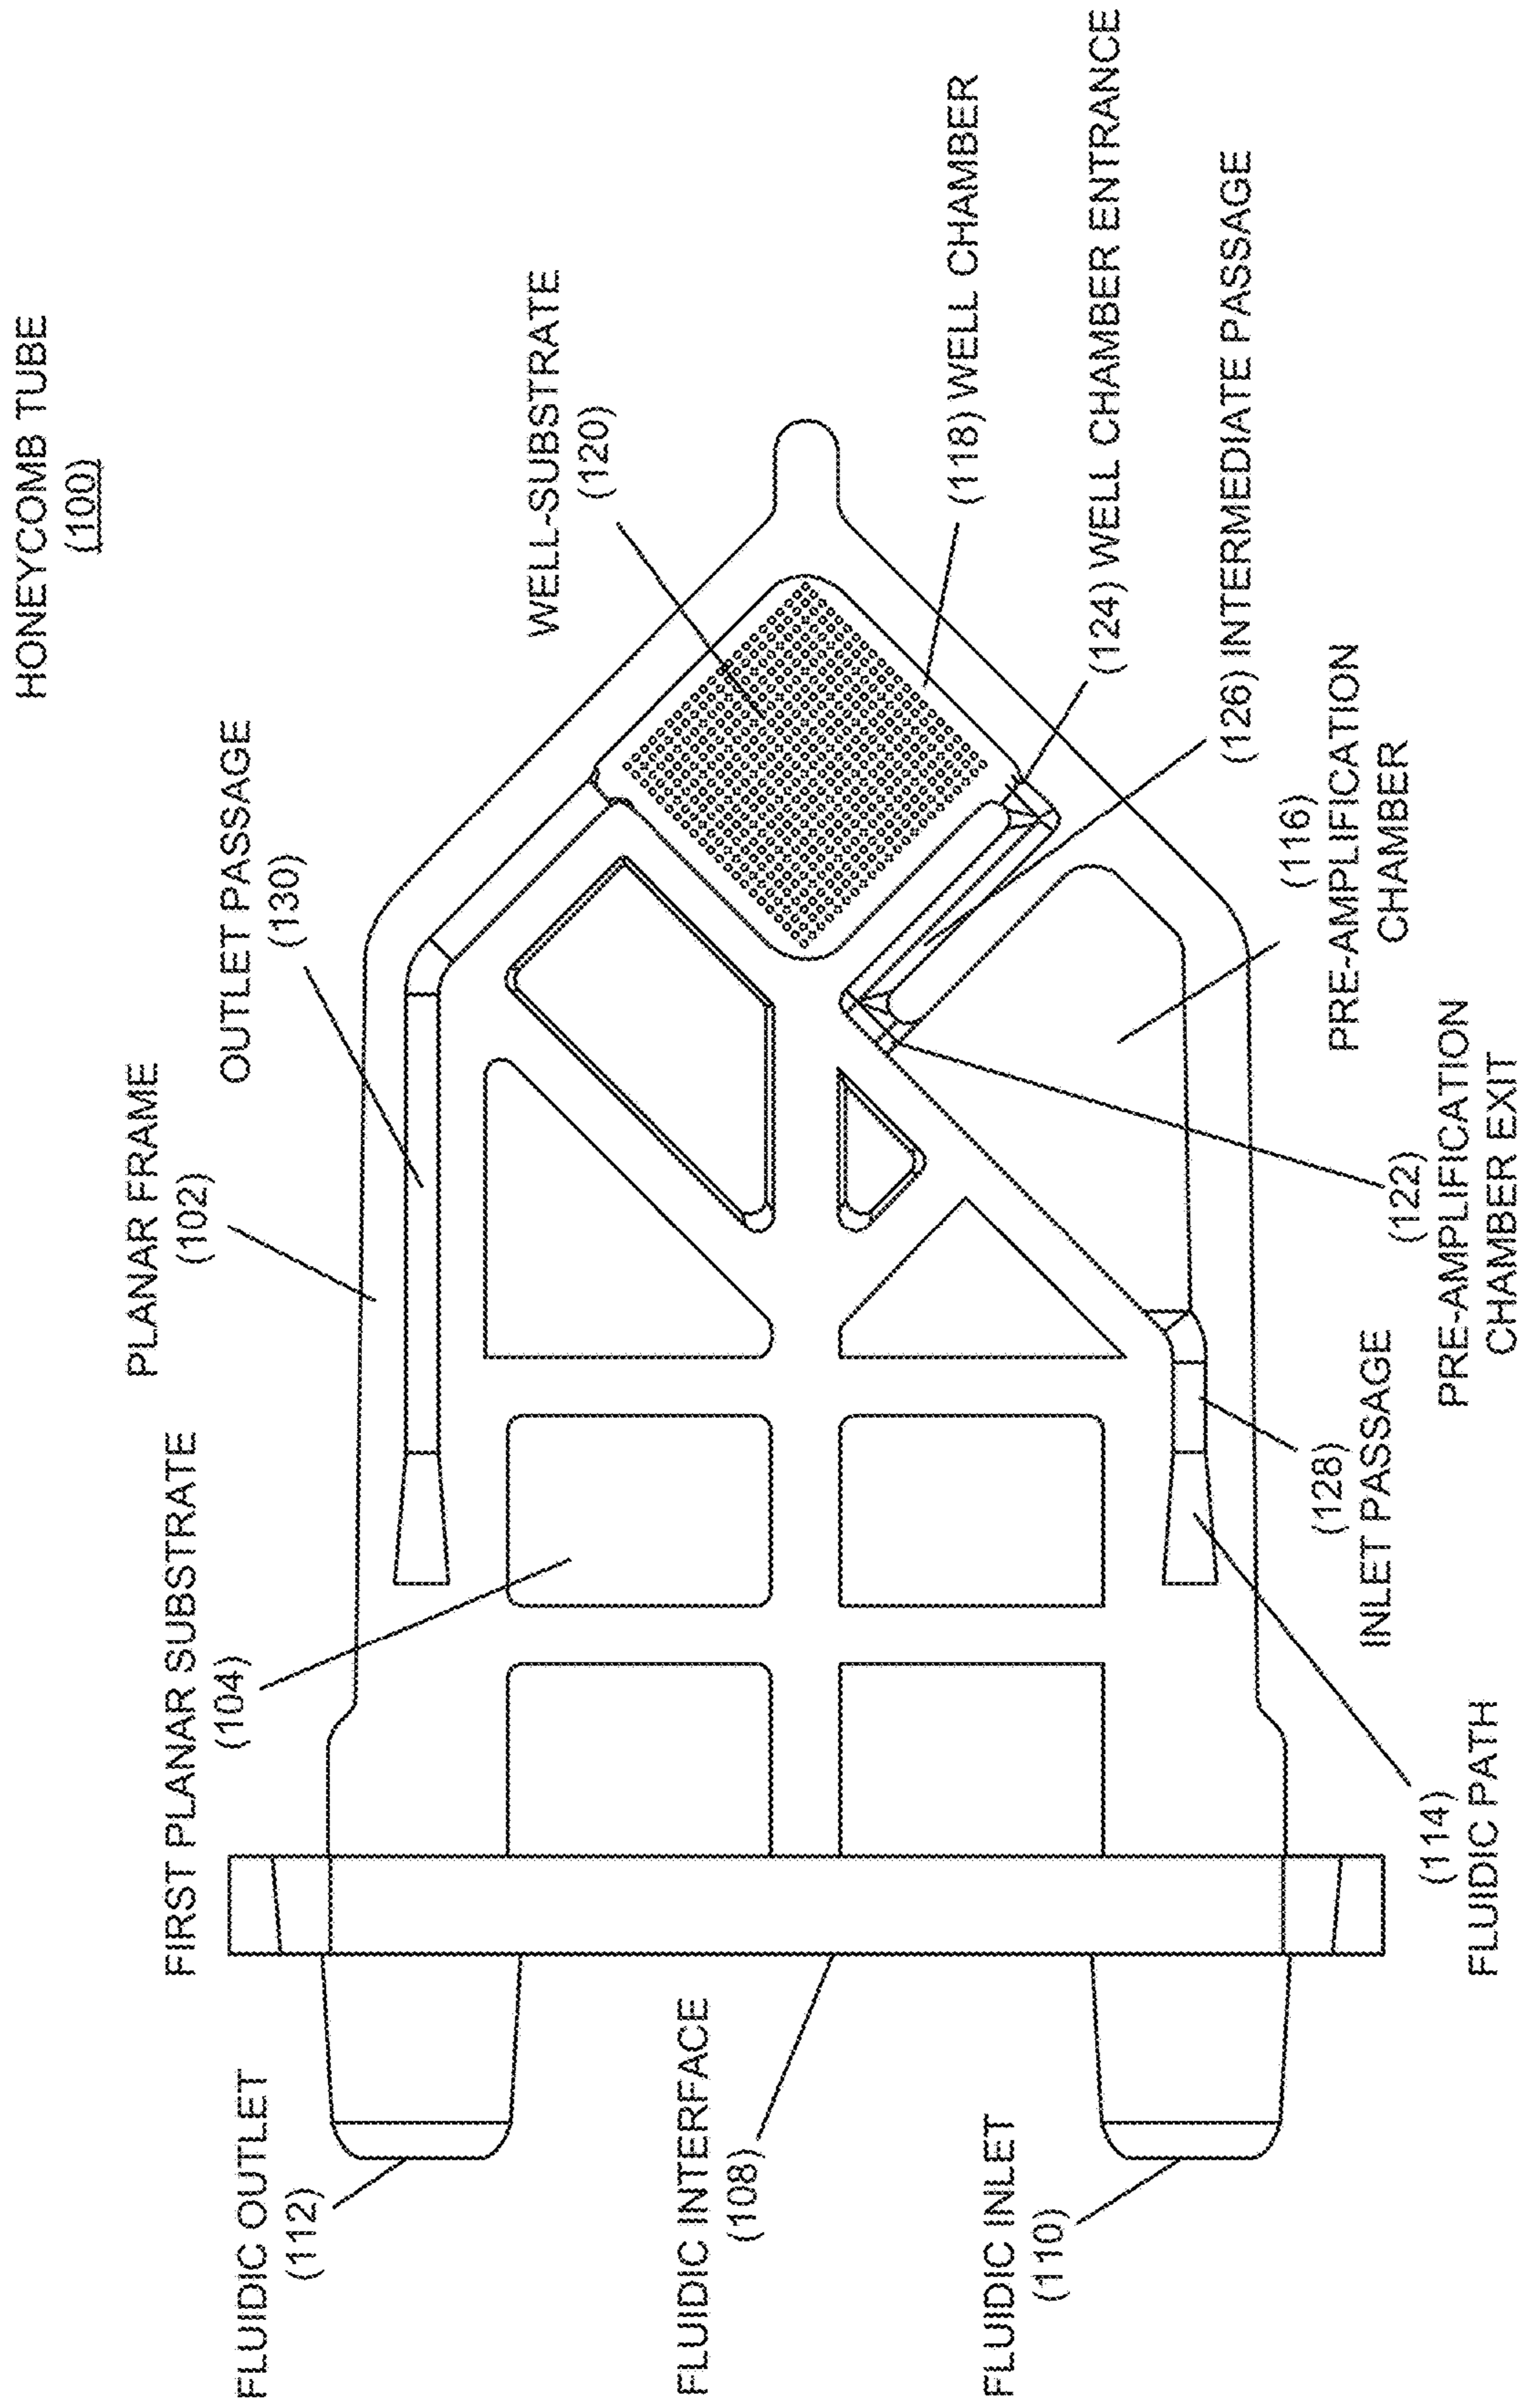 HONEYCOMB TUBE
(100)
PLANAR FRAME
(102)
OUTLET PASSAGE
(130)
WELL-SUBSTRATE
(120)
(118) WELL CHAMBER
(124) WELL CHAMBER ENTRANCE
(126) INTERMEDIATE PASSAGE
(116)
PRE-AMPLIFICATION
CHAMBER
(122)
PRE-AMPLIFICATION
CHAMBER EXIT
(128)
INLET PASSAGE
(114)
FLUIDIC PATH
FIRST PLANAR SUBSTRATE
(104)
FLUIDIC OUTLET
(112)
FLUIDIC INTERFACE
(108)
FLUIDIC INLET
(110)